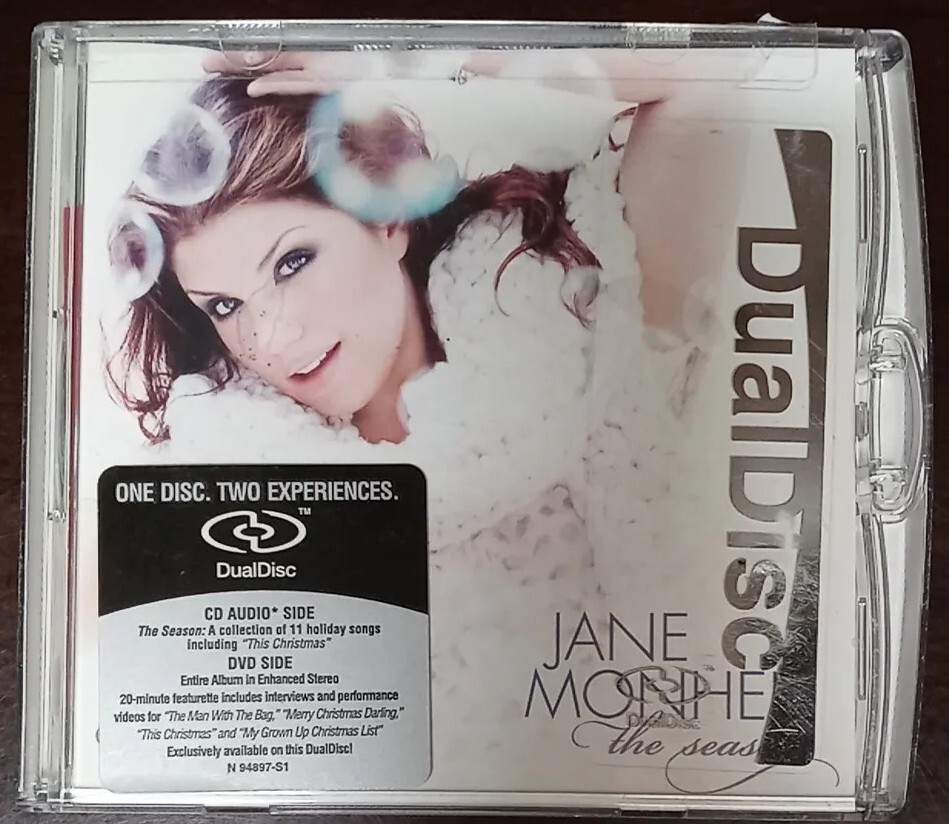 DualDisc
ONE DISC. TWO EXPERIENCES.
TM
DualDisc
CD AUDIO* SIDE
The Season: A collection of 11 holiday songs
including "This Christmas"
DVD SIDE
Entire Album in Enhanced Stereo
20-minute featurette includes interviews and performance
videos for "The Man With The Bag," "Merry Christmas Darling,"
"This Christmas" and "My Grown Up Christmas List"
Exclusively available on this DualDisc!
N 94897-S1
JANE
MONHE
DualDisc
the seas